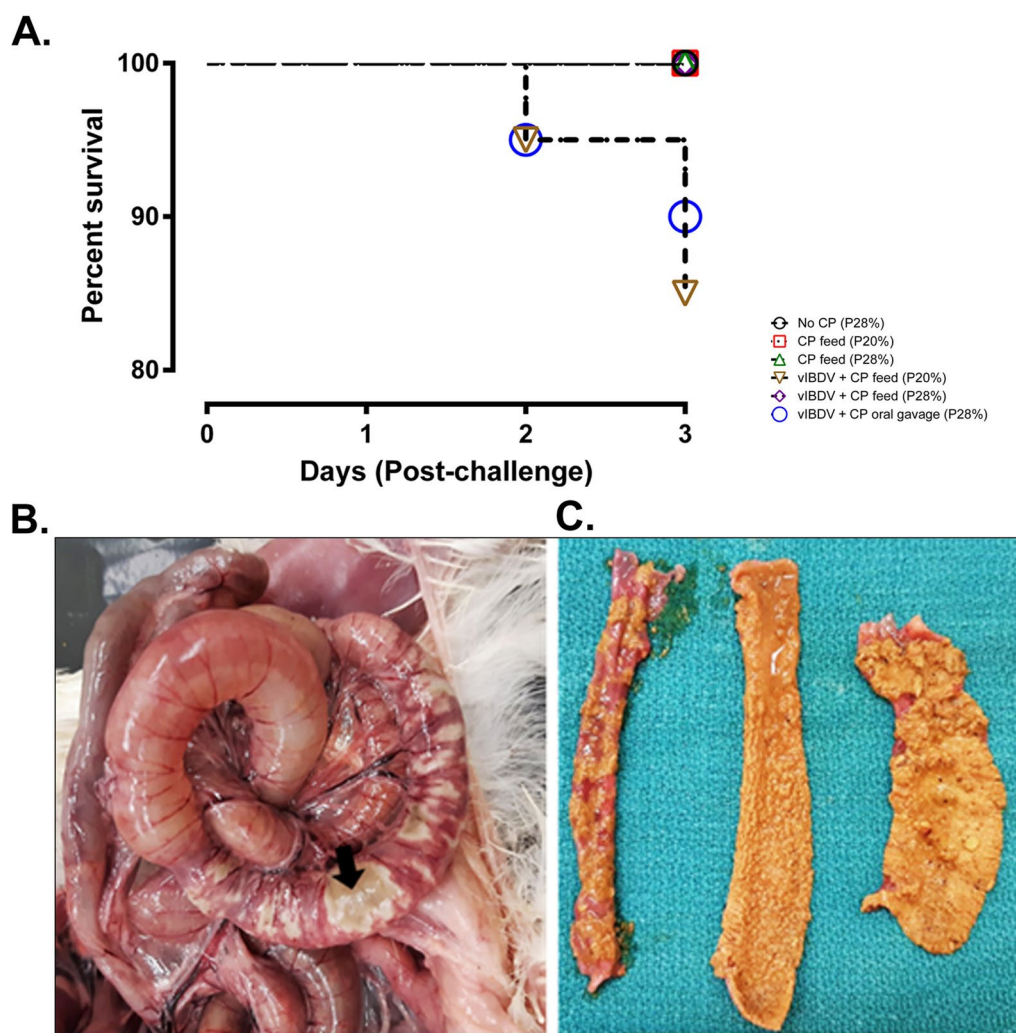 A.
100
90
80
Percent survival
0 1 2 3
Days (Post-challenge)
No CP (P28%)
CP feed (P20%)
CP feed (P28%)
vIBDV + CP feed (P20%)
vIBDV + CP feed (P28%)
vIBDV + CP oral gavage (P28%)
B.
C.